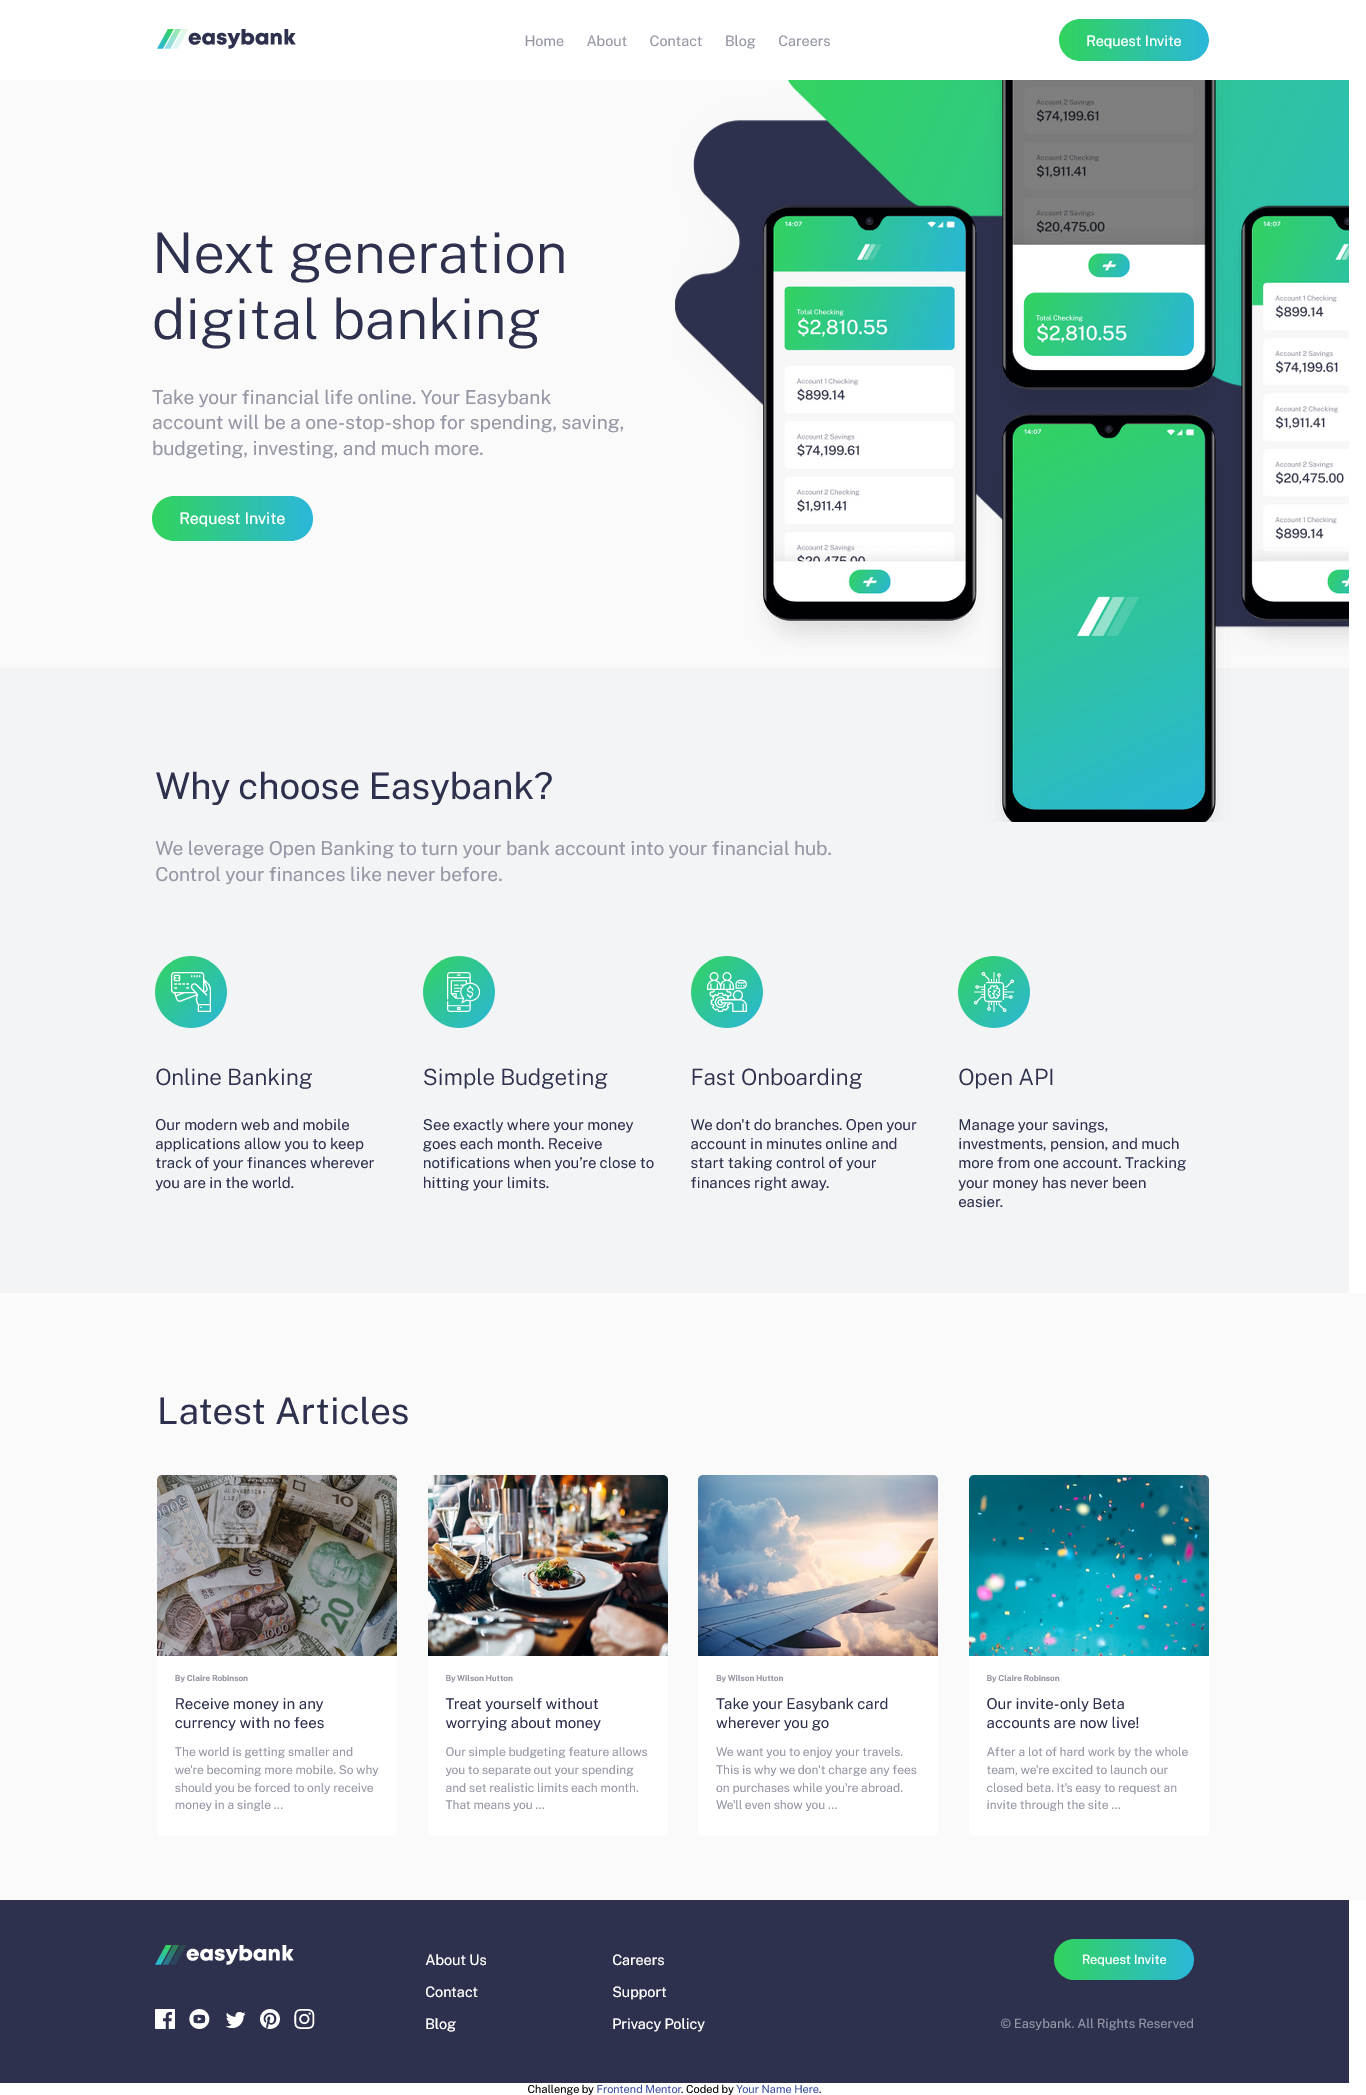 easybank
Home About Contact Blog Careers
Request Invite
Next generation
digital banking
Take your financial life online. Your Easybank
account will be a one-stop-shop for spending, saving,
budgeting, investing, and much more.
Request Invite
14:07
Total Checking
$2,810.55
Account 1 Checking
$899.14
Account 2 Savings
$74,199.61
Account 2 Checking
$1,911.41
Account 2 Savings
$20,475.00
Account 2 Savings
$74,199.61
Account 2 Checking
$1,911.41
Account 2 Savings
$20,475.00
Total Checking
$2,810.55
14:07
14:07
Account 1 Checking
$899.14
Account 2 Savings
$74,199.61
Account 2 Checking
$1,911.41
Account 2 Savings
$20,475.00
Account 1 Checking
$899.14
Why choose Easybank?
We leverage Open Banking to turn your bank account into your financial hub.
Control your finances like never before.
Online Banking
Our modern web and mobile
applications allow you to keep
track of your finances wherever
you are in the world.
Simple Budgeting
See exactly where your money
goes each month. Receive
notifications when you’re close to
hitting your limits.
Fast Onboarding
We don't do branches. Open your
account in minutes online and
start taking control of your
finances right away.
Open API
Manage your savings,
investments, pension, and much
more from one account. Tracking
your money has never been
easier.
Latest Articles
10
20
1000
By Claire Robinson
Receive money in any
currency with no fees
The world is getting smaller and
we're becoming more mobile. So why
should you be forced to only receive
money in a single ...
By Wilson Hutton
Treat yourself without
worrying about money
Our simple budgeting feature allows
you to separate out your spending
and set realistic limits each month.
That means you ...
By Wilson Hutton
Take your Easybank card
wherever you go
We want you to enjoy your travels.
This is why we don't charge any fees
on purchases while you're abroad.
We'll even show you ...
By Claire Robinson
Our invite-only Beta
accounts are now live!
After a lot of hard work by the whole
team, we're excited to launch our
closed beta. It's easy to request an
invite through the site ...
easybank
About Us
Contact
Blog
Careers
Support
Privacy Policy
Request Invite
© Easybank. All Rights Reserved
Challenge by Frontend Mentor. Coded by Your Name Here.